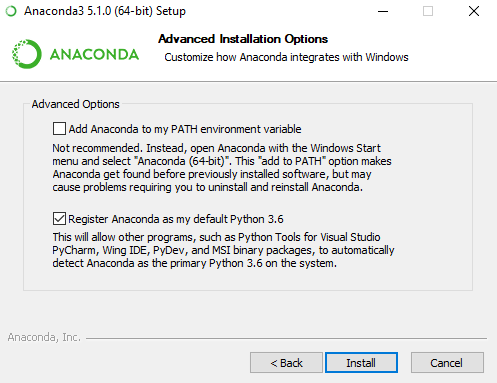 Anaconda3 5.1.0 (64-bit) Setup
Advanced Installation Options
Customize how Anaconda integrates with Windows
ANACONDA
Advanced Options
Add Anaconda to my PATH environment variable
Not recommended. Instead, open Anaconda with the Windows Start
menu and select "Anaconda (64-bit)". This "add to PATH" option makes
Anaconda get found before previously installed software, but may
cause problems requiring you to uninstall and reinstall Anaconda.
Register Anaconda as my default Python 3.6
This will allow other programs, such as Python Tools for Visual Studio
PyCharm, Wing IDE, PyDev, and MSI binary packages, to automatically
detect Anaconda as the primary Python 3.6 on the system.
Anaconda, Inc.
< Back
Install
Cancel